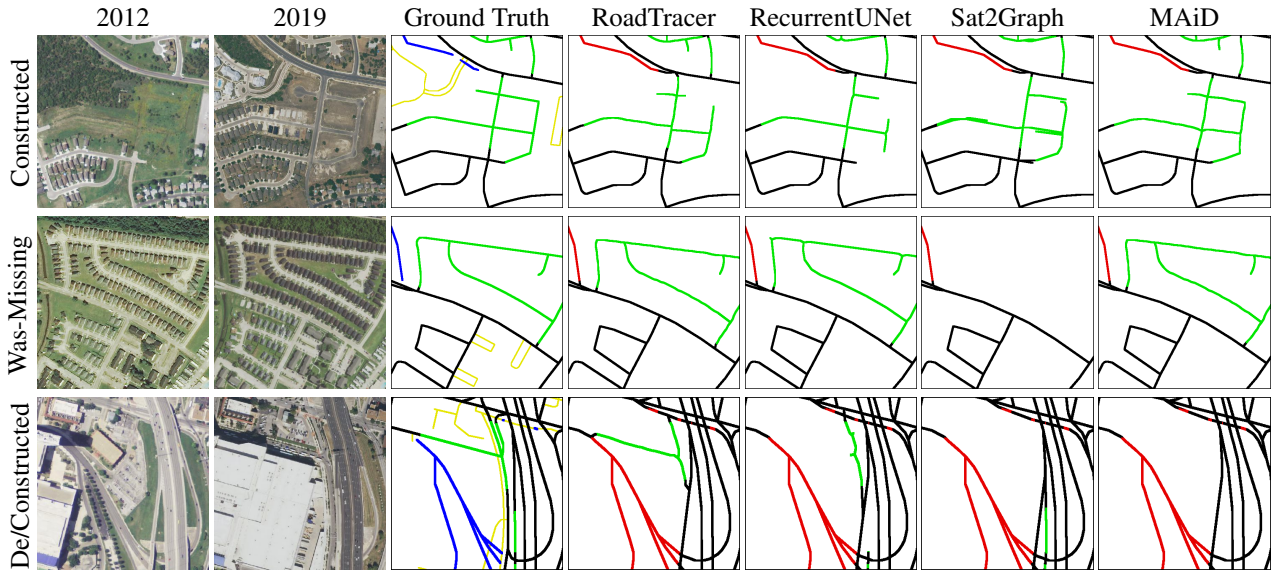 2012 2019 Ground Truth RoadTracer RecurrentUNet Sat2Graph MAiD
Constructed
Was-Missing
De/Constructed